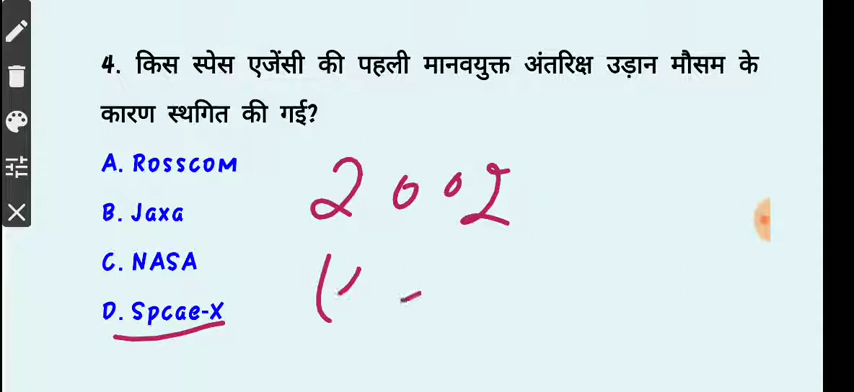 4. किस स्पेस एजेंसी की पहली मानवयुक्त अंतरिक्ष उड़ान मौसम के
कारण स्थगित की गई?
A. ROSSCOM
B. Jaxa
C. NASA
D. Spcae-X
2002